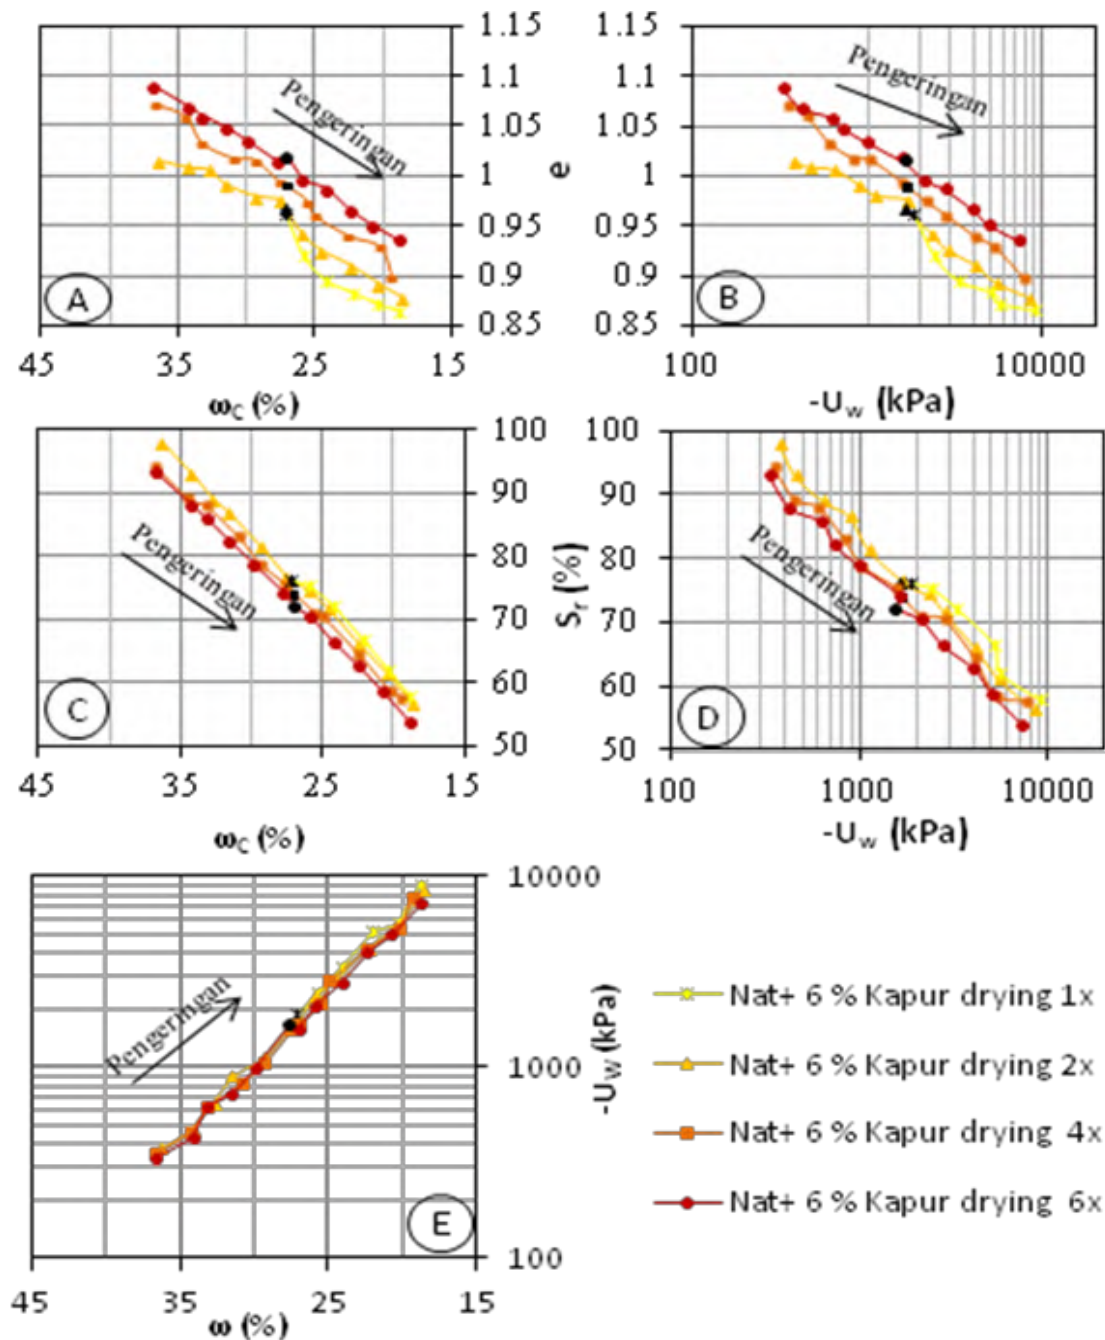 1.15
1.1
1.05
1
0.95
0.9
0.85
e
Pengeringan
A
45
35
25
15
ωC (%)
1.15
1.1
1.05
1
0.95
0.9
0.85
Pengeringan
B
100
10000
-Uw (kPa)
100
90
80
70
60
50
Sr (%)
Pengeringan
C
45
35
25
15
ωC (%)
100
90
80
70
60
50
Pengeringan
D
100
1000
10000
-Uw (kPa)
10000
1000
100
-Uw (kPa)
Pengeringan
E
45
35
25
15
ω (%)
Nat+ 6 % Kapur drying 1x
Nat+ 6 % Kapur drying 2x
Nat+ 6 % Kapur drying 4x
Nat+ 6 % Kapur drying 6x